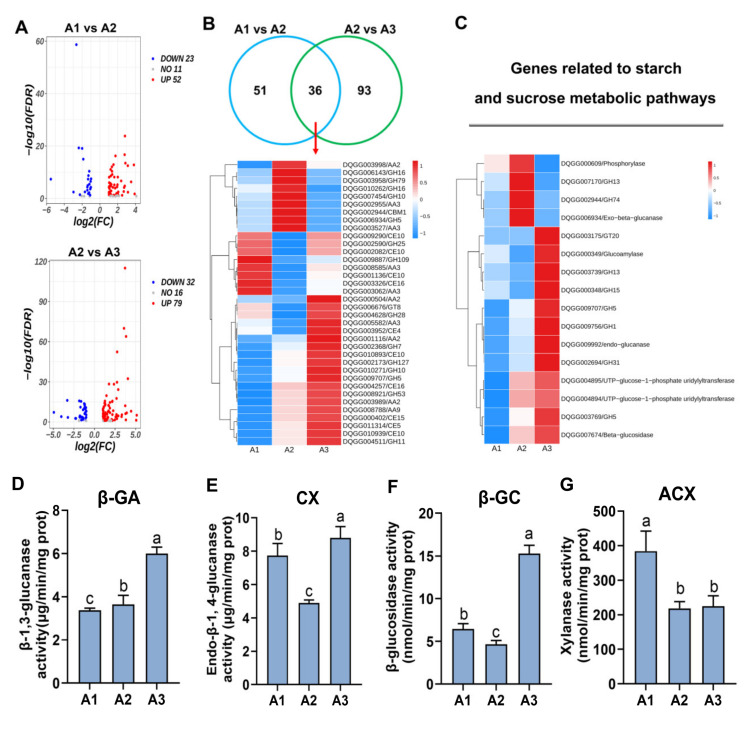 A
A1 vs A2
−log10(FDR)
60
40
20
0
−6 −4 −2 0 2 4
log2(FC)
DOWN 23
NO 11
UP 52
A2 vs A3
−log10(FDR)
120
90
60
30
0
−5.0 −2.5 0.0 2.5 5.0
log2(FC)
DOWN 32
NO 16
UP 79
B
A1 vs A2
A2 vs A3
51
36
93
DQGG003998/AA2
DQGG006143/GH16
DQGG003958/GH79
DQGG010262/GH16
DQGG007454/GH10
DQGG002955/AA3
DQGG002944/CBM1
DQGG006934/GH5
DQGG003527/AA3
DQGG009290/CE10
DQGG002590/GH25
DQGG002082/CE10
DQGG009887/GH109
DQGG008585/AA3
DQGG001136/CE10
DQGG003326/CE16
DQGG003062/AA3
DQGG000504/AA2
DQGG006676/GT8
DQGG004628/GH28
DQGG005582/AA3
DQGG003952/CE4
DQGG001116/AA2
DQGG002368/GH7
DQGG010893/CE10
DQGG002173/GH127
DQGG010271/GH10
DQGG009707/GH5
DQGG004257/CE16
DQGG008921/GH53
DQGG003989/AA2
DQGG008788/AA9
DQGG000402/CE15
DQGG011314/CE5
DQGG010939/CE10
DQGG004511/GH11
A1 A2 A3
1
0.5
0
−0.5
−1
C
Genes related to starch
and sucrose metabolic pathways
DQGG000609/Phosphorylase
DQGG007170/GH13
DQGG002944/GH74
DQGG006934/Exo−beta−glucanase
DQGG003175/GT20
DQGG000349/Glucoamylase
DQGG003739/GH13
DQGG000348/GH15
DQGG009707/GH5
DQGG009756/GH1
DQGG009992/endo−glucanase
DQGG002694/GH31
DQGG004895/UTP−glucose−1−phosphate uridylyltransferase
DQGG004894/UTP−glucose−1−phosphate uridylyltransferase
DQGG003769/GH5
DQGG007674/Beta−glucosidase
A1 A2 A3
1
0.5
0
−0.5
−1
D
β-GA
β-1,3-glucanase
activity(μg/min/mg prot)
8
6
4
2
0
c
b
a
A1 A2 A3
E
CX
Endo-β-1, 4-glucanase
activity (μg/min/mg prot)
10
8
6
4
2
0
b
c
a
A1 A2 A3
F
β-GC
β-glucosidase activity
(nmol/min/mg prot)
20
15
10
5
0
b
c
a
A1 A2 A3
G
ACX
Xylanase activity
(nmol/min/mg prot)
500
400
300
200
100
0
a
b
b
A1 A2 A3